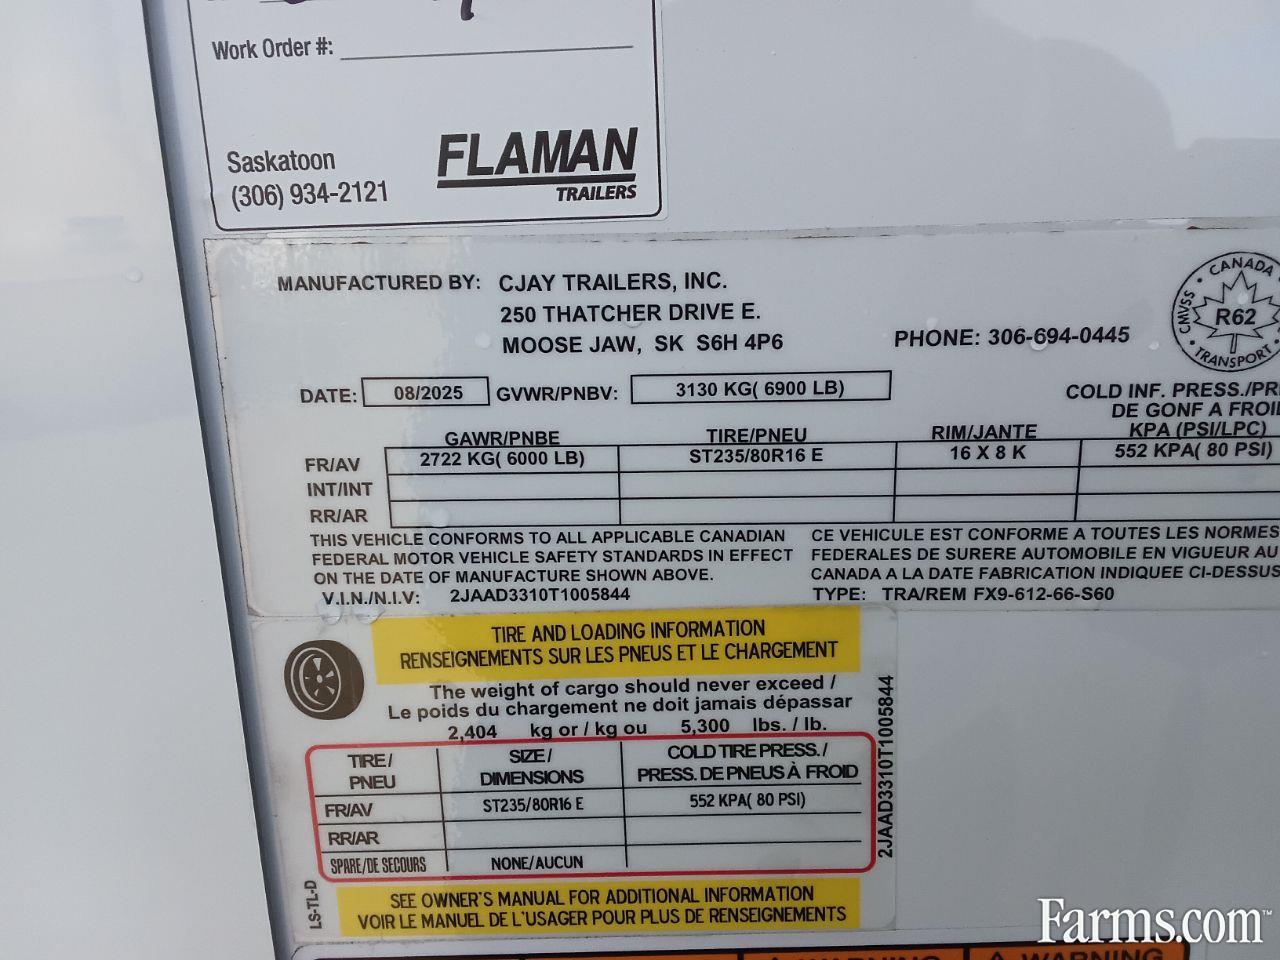 Work Order #:
Saskatoon
(306) 934-2121
FLAMAN
TRAILERS
MANUFACTURED BY: CJAY TRAILERS, INC.
250 THATCHER DRIVE E.
MOOSE JAW, SK S6H 4P6
PHONE: 306-694-0445
CANADA
CMVSS
R62
TRANSPORT
DATE: 08/2025 GVWR/PNBV: 3130 KG( 6900 LB)
COLD INF. PRESS./PRE
DE GONF A FROID
KPA (PSI/LPC)
GAWR/PNBE TIRE/PNEU RIM/JANTE
FR/AV 2722 KG( 6000 LB) ST235/80R16 E 16 X 8 K 552 KPA( 80 PSI)
INT/INT
RR/AR
THIS VEHICLE CONFORMS TO ALL APPLICABLE CANADIAN
FEDERAL MOTOR VEHICLE SAFETY STANDARDS IN EFFECT
ON THE DATE OF MANUFACTURE SHOWN ABOVE.
CE VEHICULE EST CONFORME A TOUTES LES NORMES
FEDERALES DE SURERE AUTOMOBILE EN VIGUEUR AU
CANADA A LA DATE FABRICATION INDIQUEE CI-DESSUS
V.I.N./N.I.V: 2JAAD3310T1005844
TYPE: TRA/REM FX9-612-66-S60
TIRE AND LOADING INFORMATION
RENSEIGNEMENTS SUR LES PNEUS ET LE CHARGEMENT
The weight of cargo should never exceed /
Le poids du chargement ne doit jamais dépassar
2,404 kg or / kg ou 5,300 lbs. / lb.
TIRE/
PNEU
SIZE/
DIMENSIONS
COLD TIRE PRESS. /
PRESS. DE PNEUS À FROID
FR/AV ST235/80R16 E 552 KPA( 80 PSI)
RR/AR
SPARE/DE SECOURS NONE/AUCUN
2JAAD3310T1005844
LS-TL-D
SEE OWNER'S MANUAL FOR ADDITIONAL INFORMATION
VOIR LE MANUEL DE L'USAGER POUR PLUS DE RENSEIGNEMENTS
WARNING
WARNING
Farms.com™